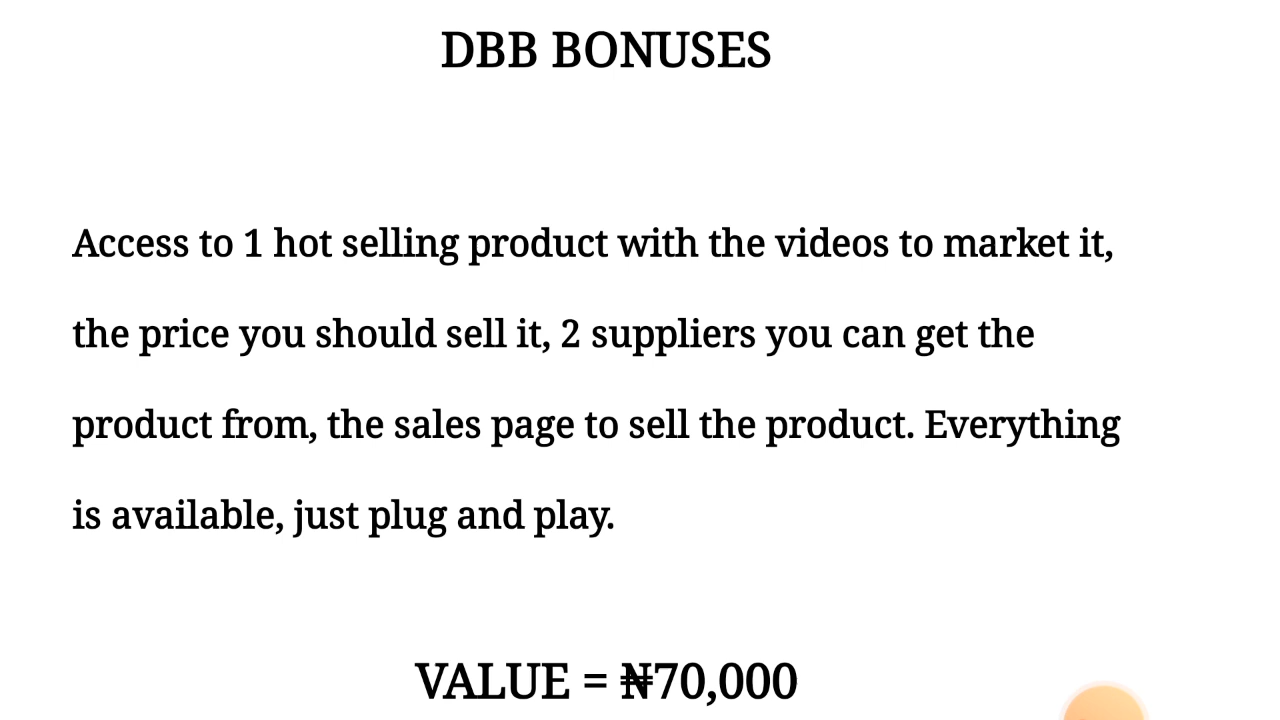 DBB BONUSES
Access to 1 hot selling product with the videos to market it,
the price you should sell it, 2 suppliers you can get the
product from, the sales page to sell the product. Everything
is available, just plug and play.
VALUE = ₦70,000